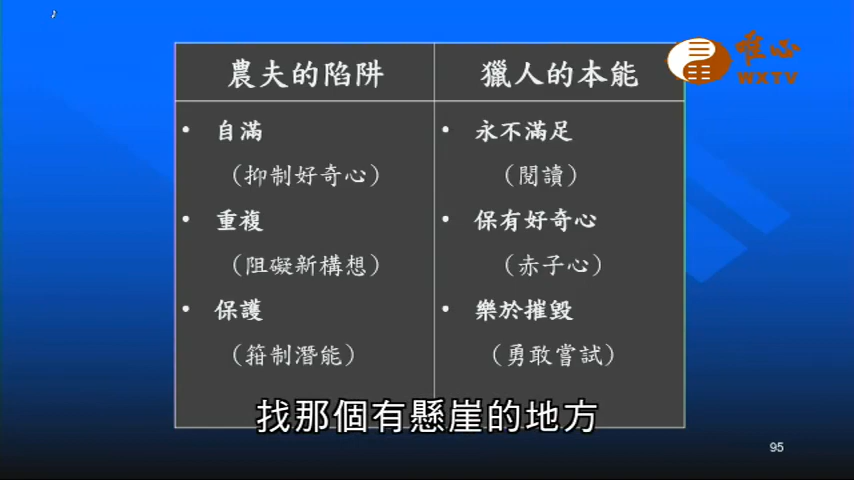 農夫的陷阱
獵人的本能
唯心
WXTV
• 自滿
(抑制好奇心)
• 重複
(阻礙新構想)
• 保護
(箝制潛能)
• 永不滿足
(閱讀)
• 保有好奇心
(赤子心)
• 樂於摧毀
(勇敢嘗試)
找那個有懸崖的地方
95